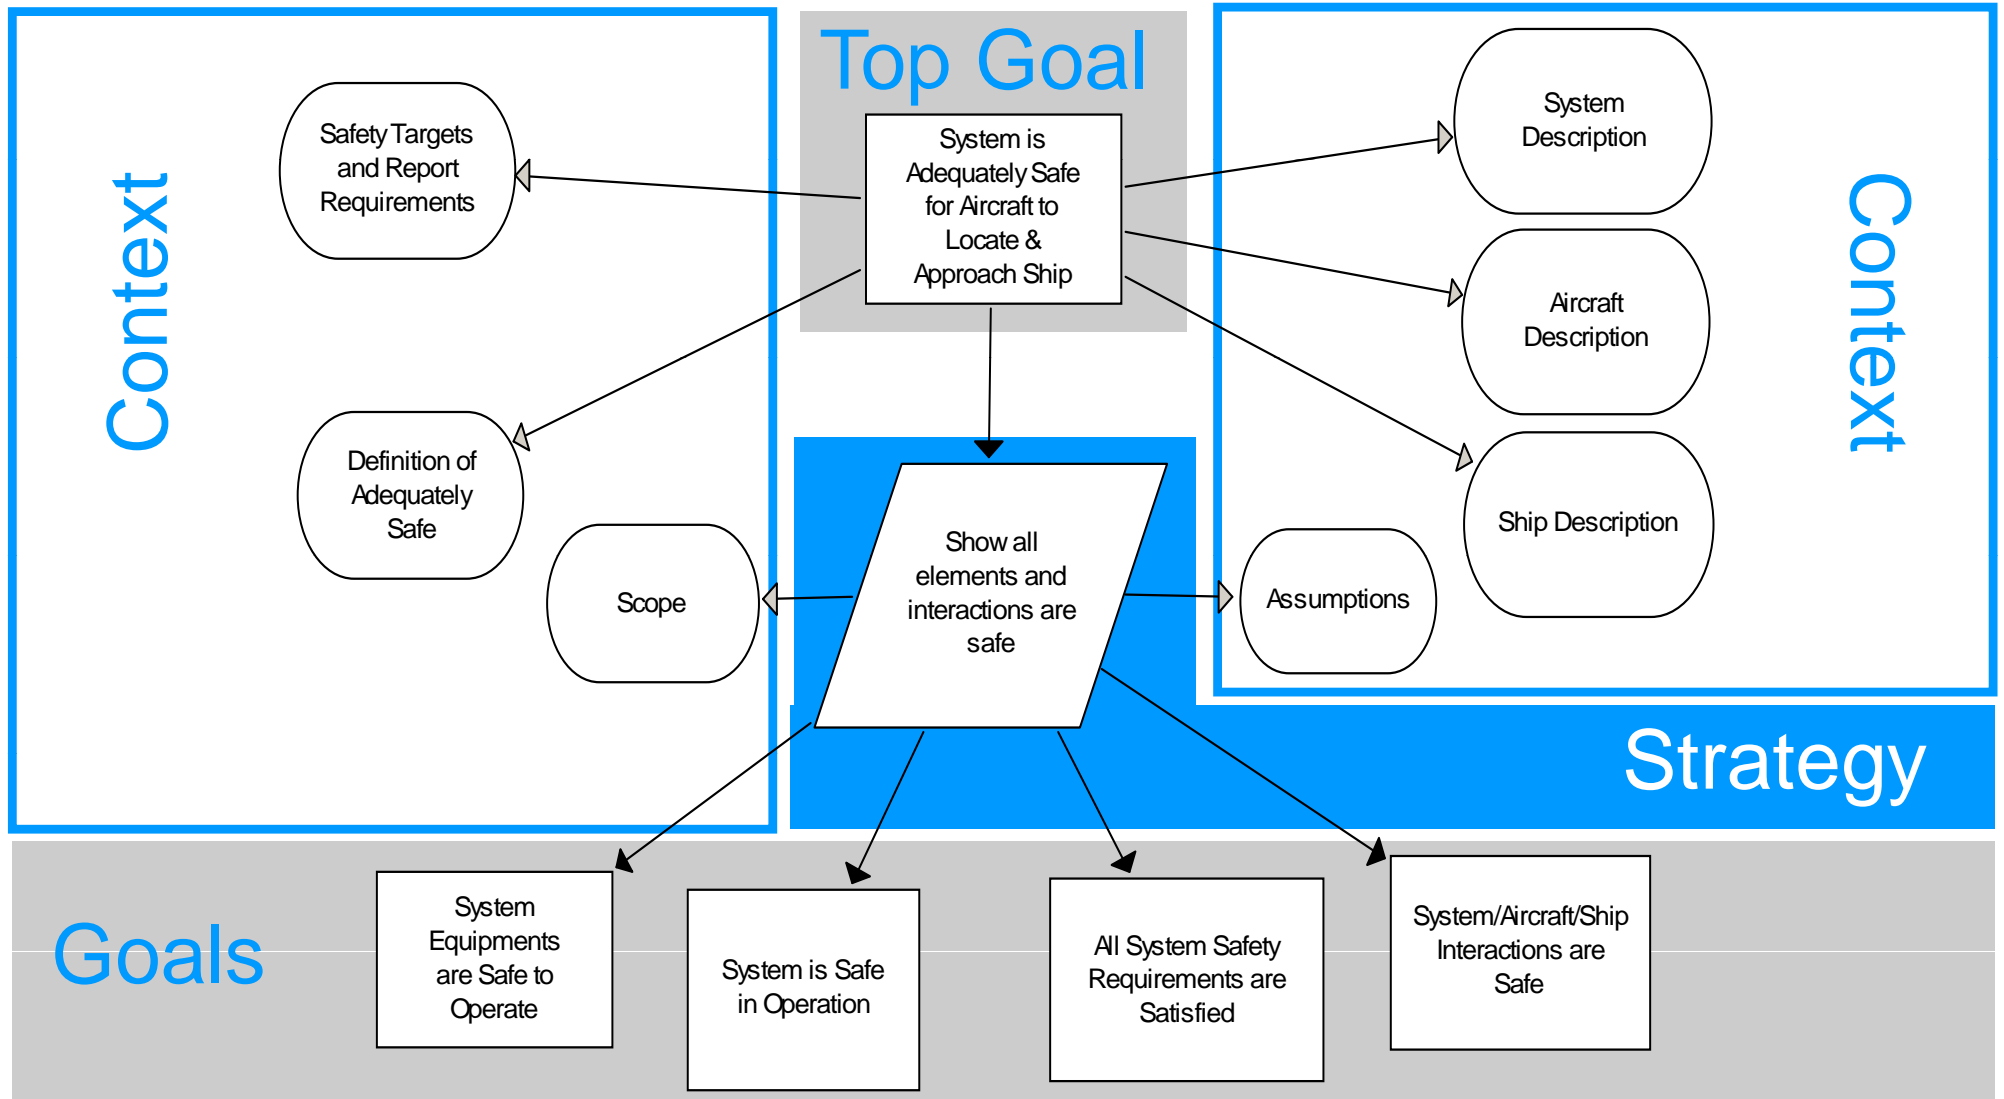 Top Goal
Context
Context
Safety Targets
and Report
Requirements
System is
Adequately Safe
for Aircraft to
Locate &
Approach Ship
System
Description
Aircraft
Description
Definition of
Adequately
Safe
Ship Description
Scope
Show all
elements and
interactions are
safe
Assumptions
Strategy
Goals
System
Equipments
are Safe to
Operate
System is Safe
in Operation
All System Safety
Requirements are
Satisfied
System/Aircraft/Ship
Interactions are
Safe